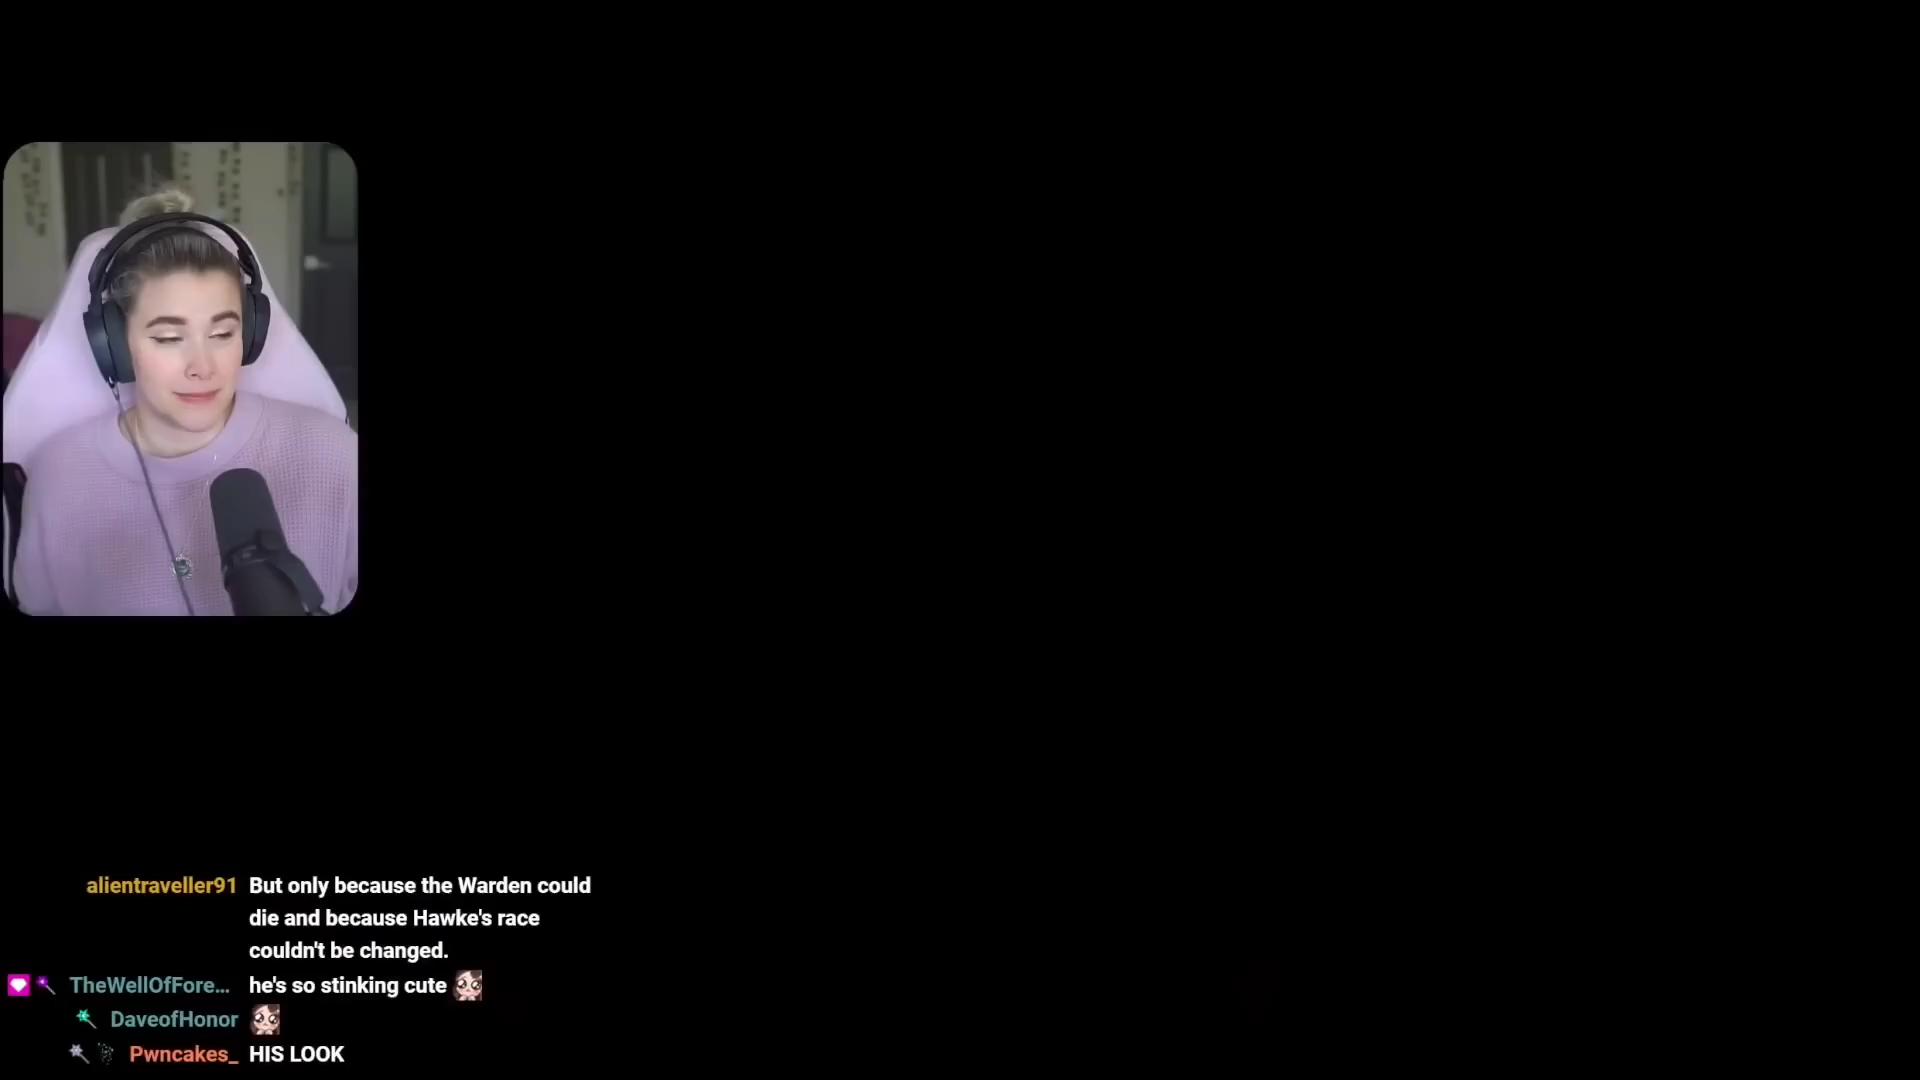 alientraveller91 But only because the Warden could
die and because Hawke's race
couldn't be changed.
TheWellOfFore... he's so stinking cute
DaveofHonor
Pwncakes_ HIS LOOK